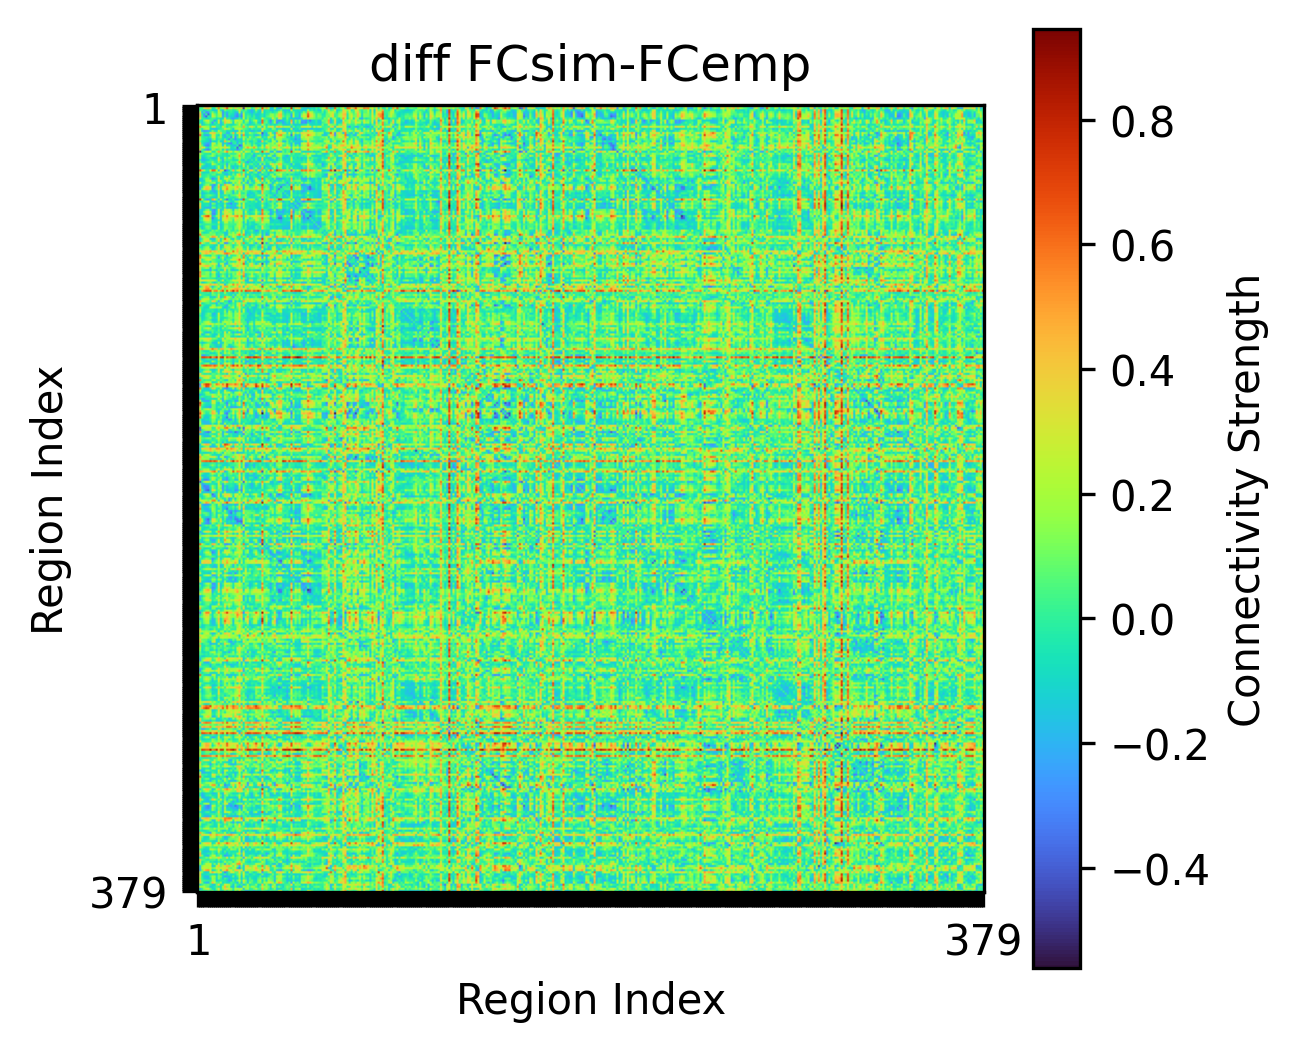 diff FCsim-FCemp
1
379
1
379
Region Index
Region Index
0.8
0.6
0.4
0.2
0.0
−0.2
−0.4
Connectivity Strength